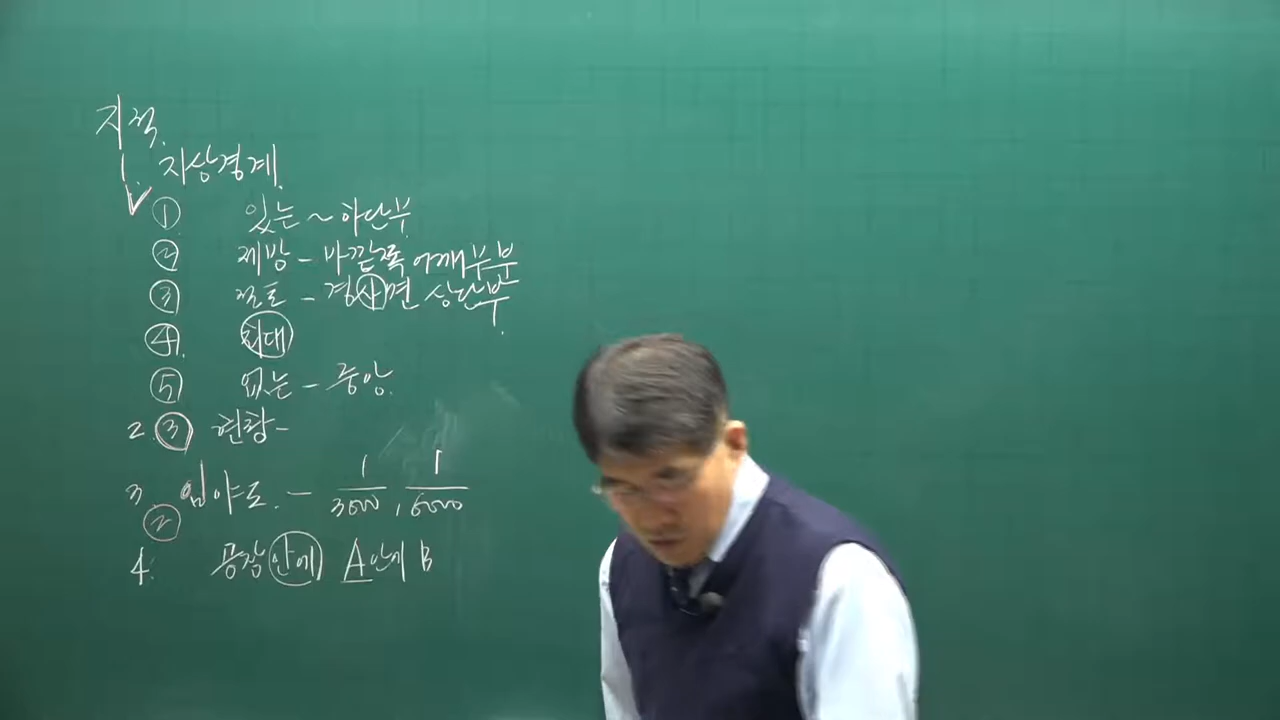 지적.
1. 지상경계.
① 있는 ~ 하단부
② 제방 - 바깥쪽 어깨부분
③ 절토 - 경사면 상단부
④. 최대
⑤ 없는 - 중앙.
2. ③ 현황 -
3 임야도. - 1/3000, 1/6000
②
4. 공장 안에 A안에 B